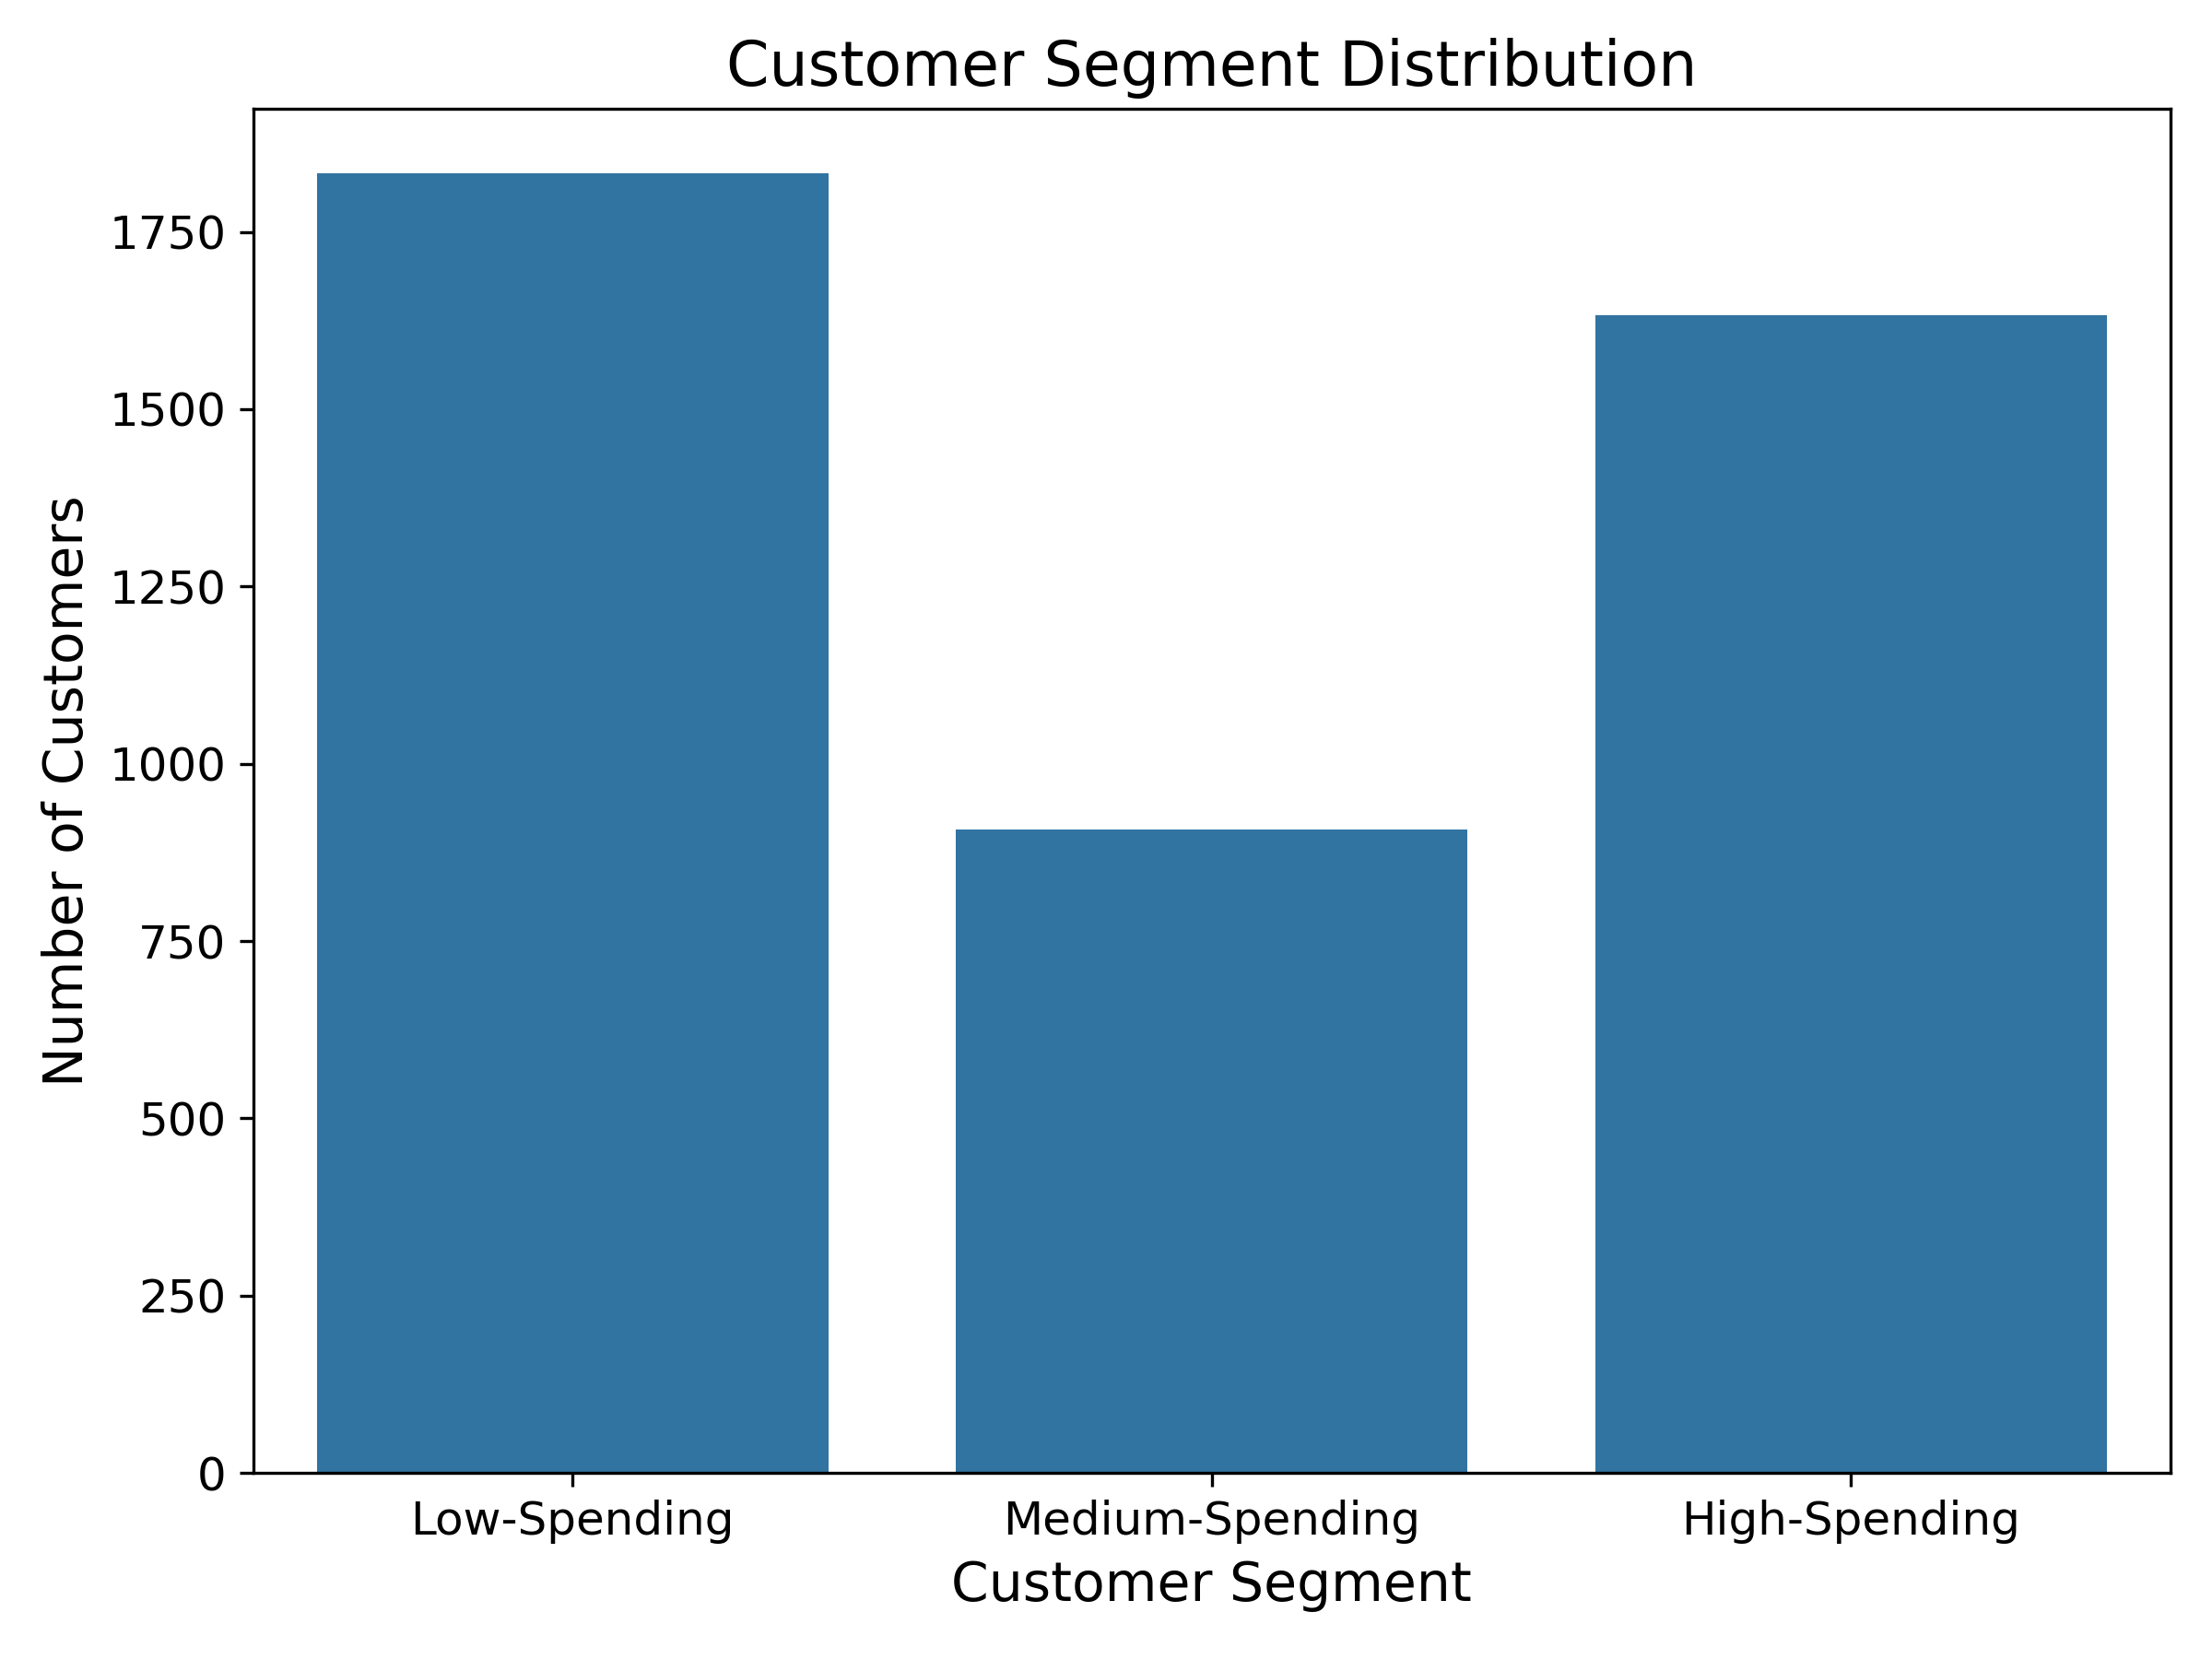 Customer Segment Distribution
1750
1500
1250
1000
750
500
250
0
Number of Customers
Low-Spending
Medium-Spending
High-Spending
Customer Segment